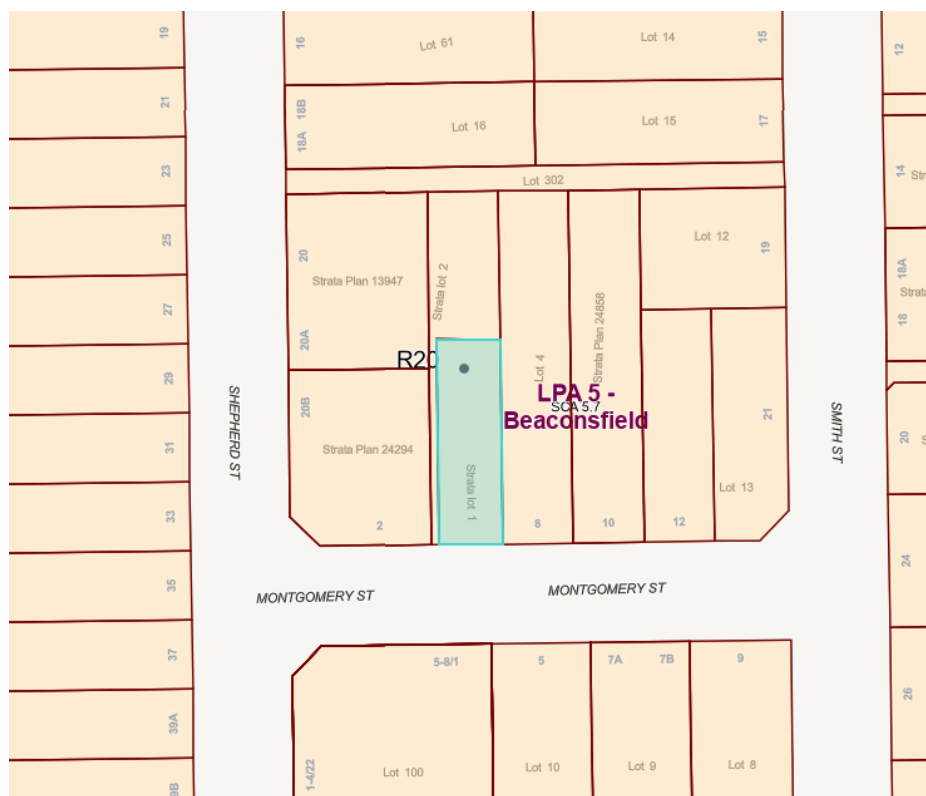 19
16
Lot 61
Lot 14
15
12
21
18B
18A
Lot 16
Lot 15
17
23
Lot 302
14
25
20
Strata Plan 13947
Strata lot 2
Lot 12
19
18A
27
20A
Strata Plan 24858
18
R20
Lot 4
29
20B
LPA 5 -
Beaconsfield
SCA 5.7
21
SHEPHERD ST
SMITH ST
31
Strata Plan 24294
Strata lot 1
20
33
2
8
10
12
Lot 13
24
35
MONTGOMERY ST
MONTGOMERY ST
37
5-8/1
5
7A
7B
9
26
39A
1-4/22
Lot 100
Lot 10
Lot 9
Lot 8